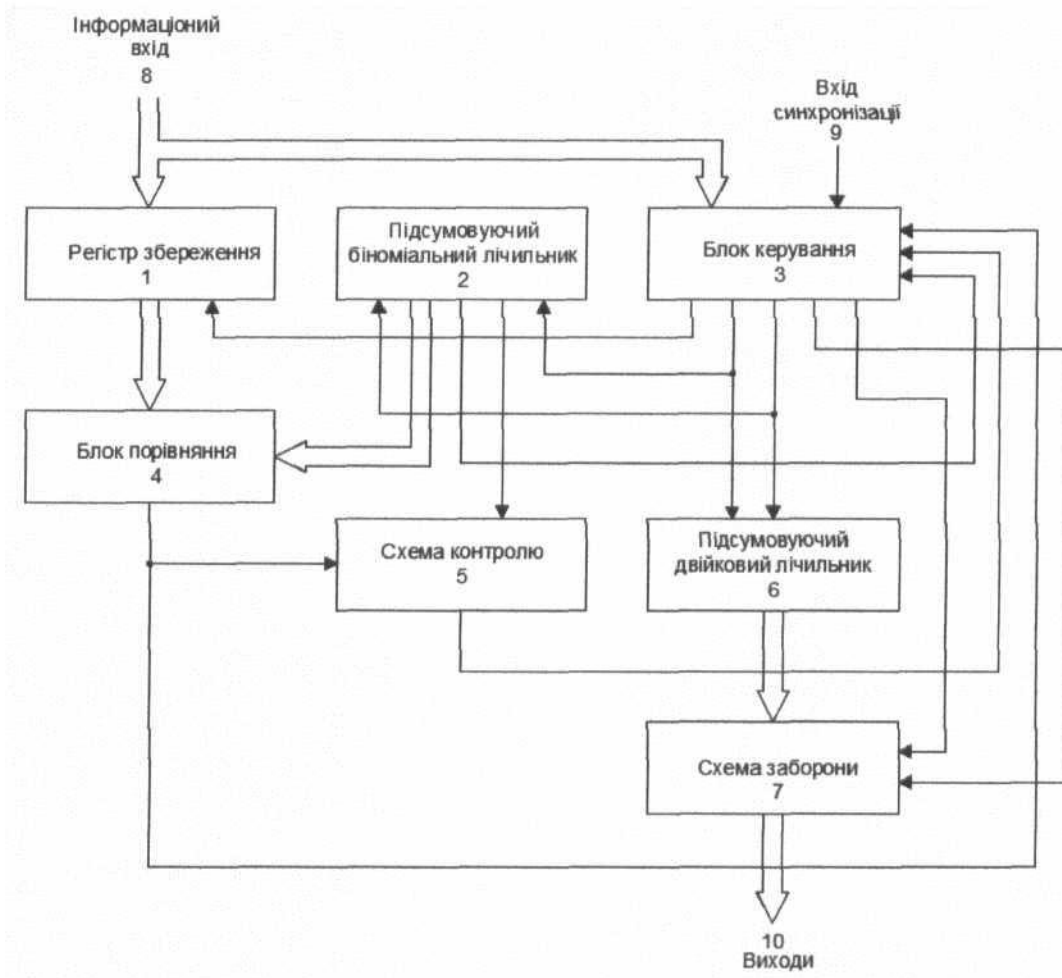 Інформаціоний
вхід
8
Вхід
синхронізації
9
Регістр збереження
1
Підсумовуючий
біноміальний лічильник
2
Блок керування
3
Блок порівняння
4
Схема контролю
5
Підсумовуючий
двійковий лічильник
6
Схема заборони
7
10
Виходи